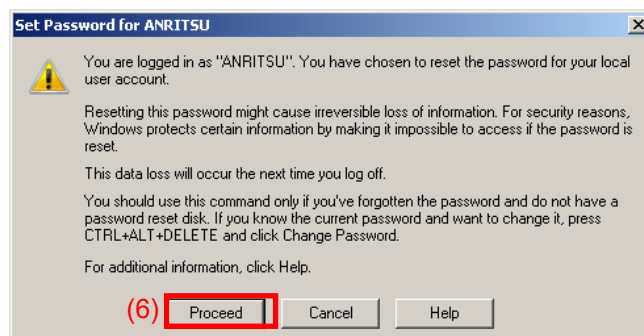 Set Password for ANRITSU
You are logged in as "ANRITSU". You have chosen to reset the password for your local
user account.
Resetting this password might cause irreversible loss of information. For security reasons,
Windows protects certain information by making it impossible to access if the password is
reset.
This data loss will occur the next time you log off.
You should use this command only if you've forgotten the password and do not have a
password reset disk. If you know the current password and want to change it, press
CTRL+ALT+DELETE and click Change Password.
For additional information, click Help.
(6) Proceed Cancel Help